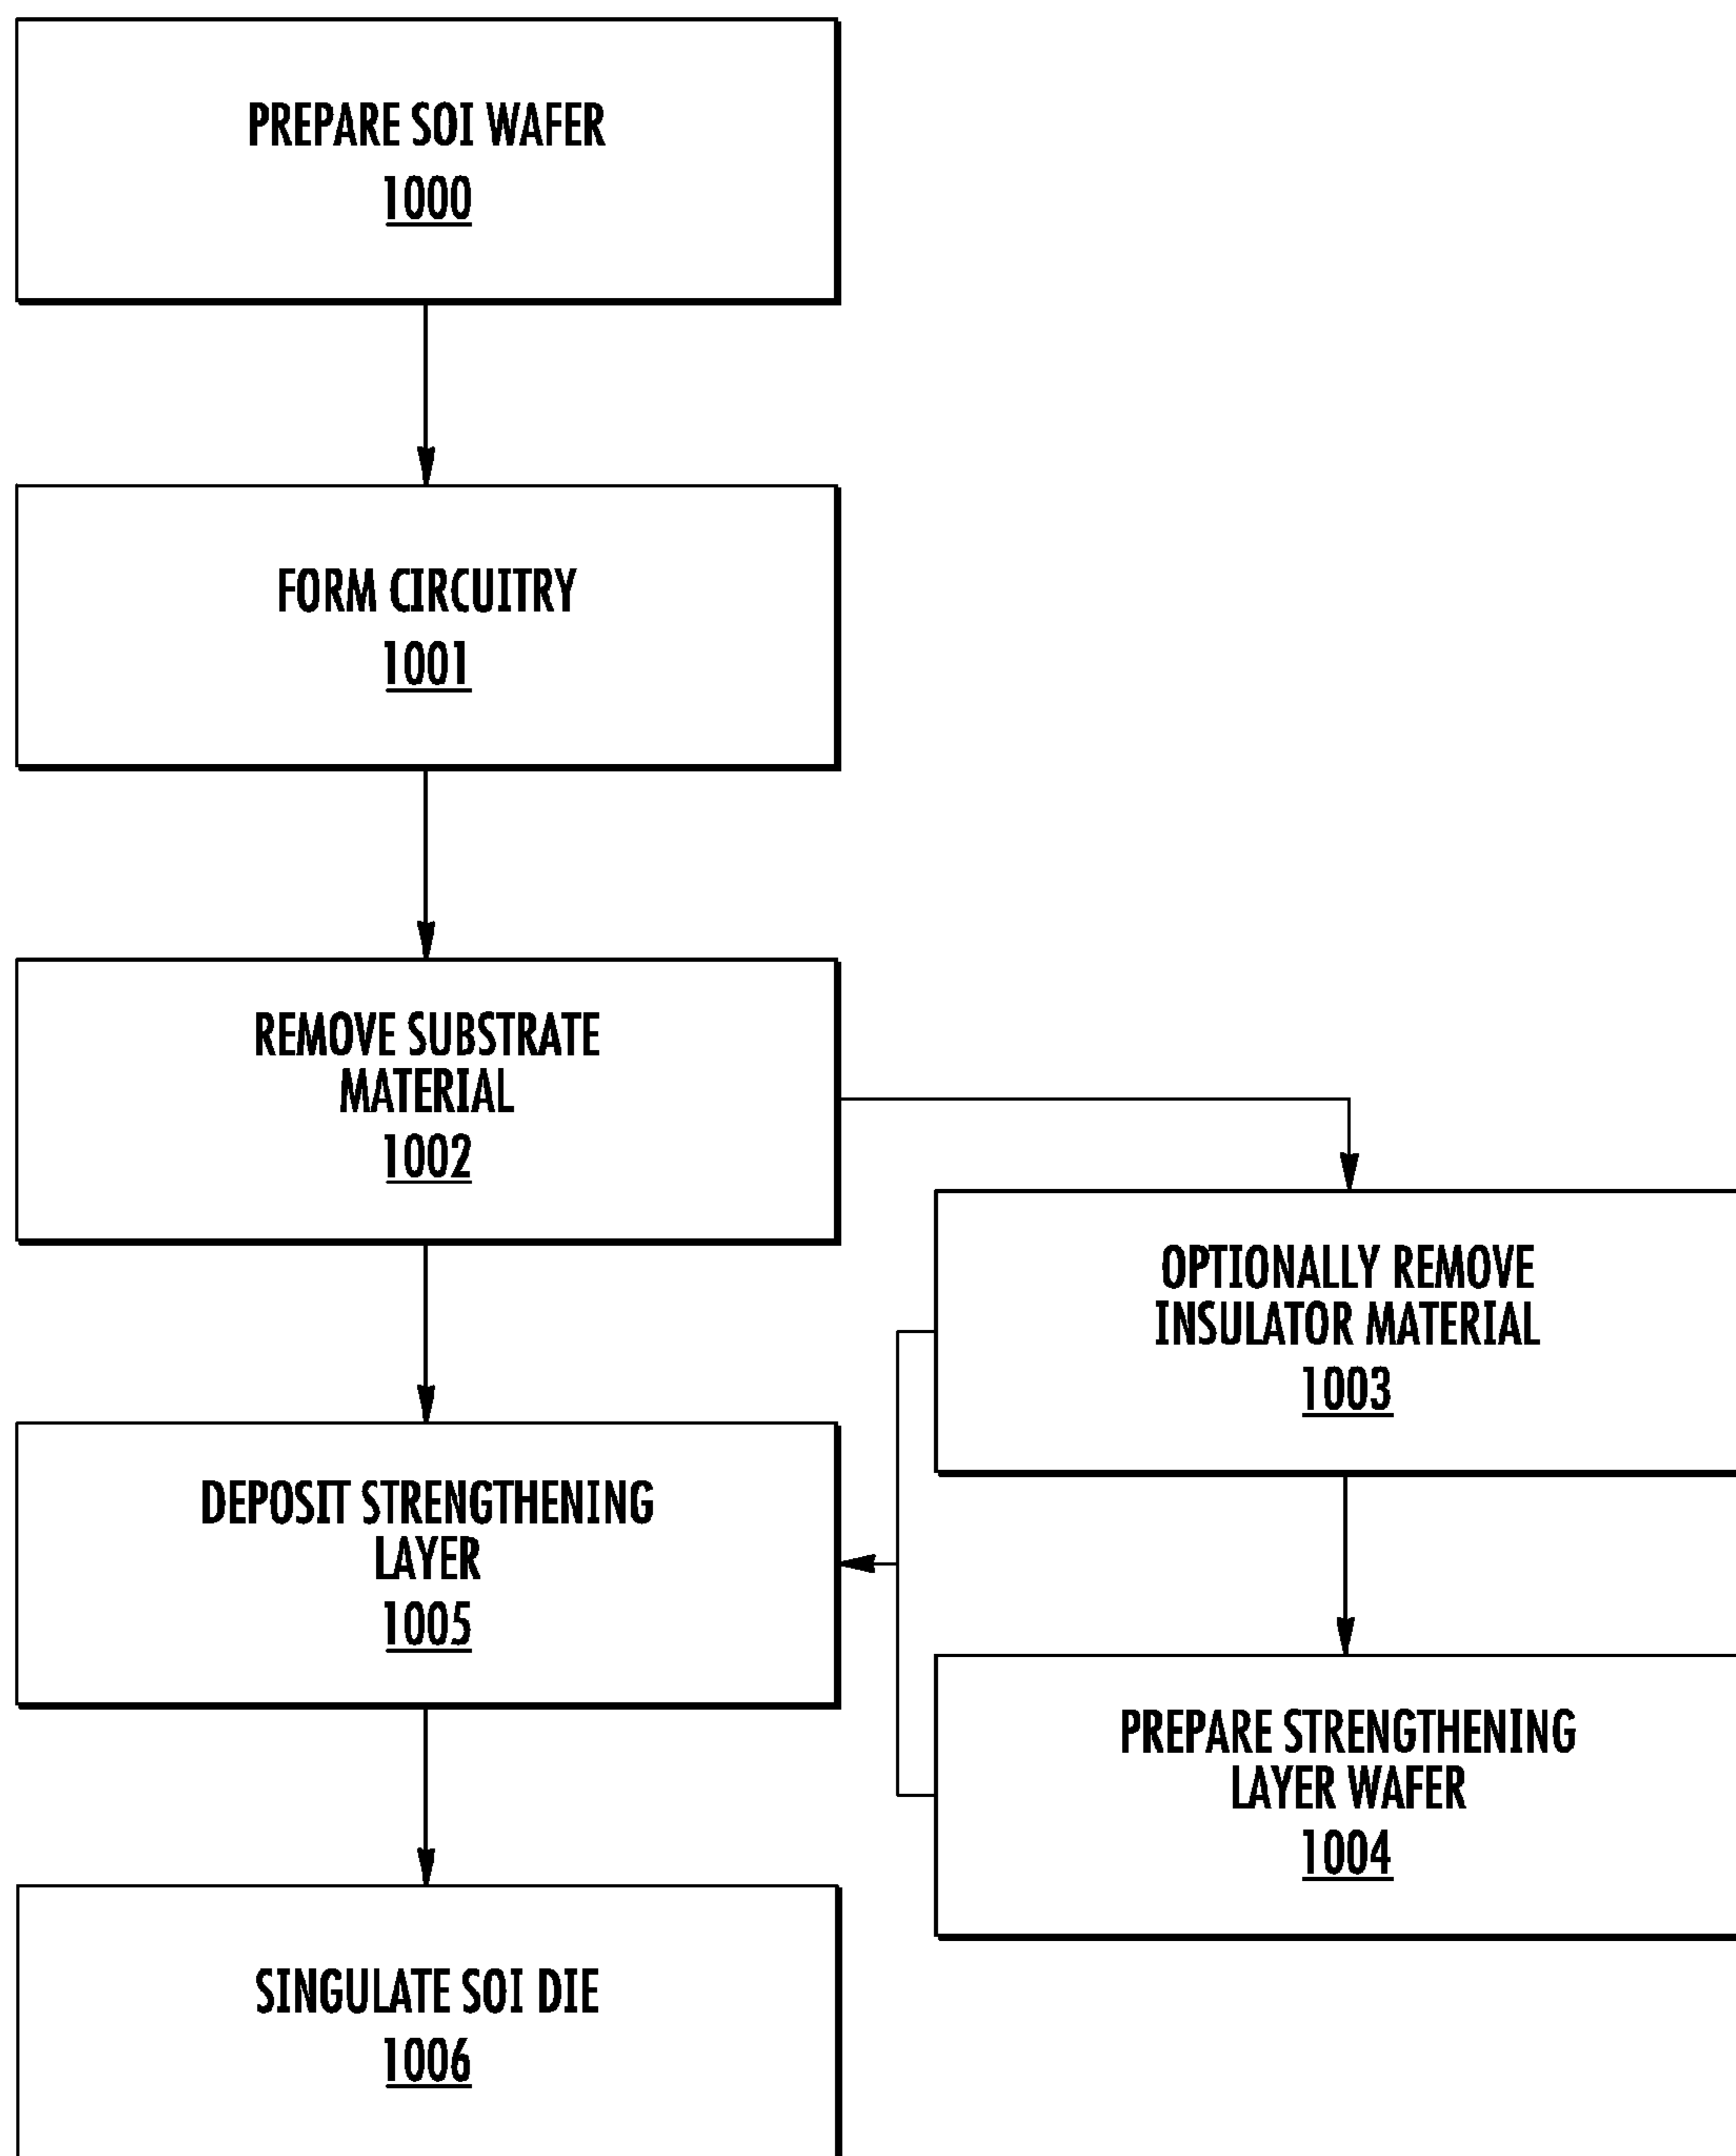 PREPARE SOI WAFER
1000
FORM CIRCUITRY
1001
REMOVE SUBSTRATE
MATERIAL
1002
OPTIONALLY REMOVE
INSULATOR MATERIAL
1003
DEPOSIT STRENGTHENING
LAYER
1005
PREPARE STRENGTHENING
LAYER WAFER
1004
SINGULATE SOI DIE
1006